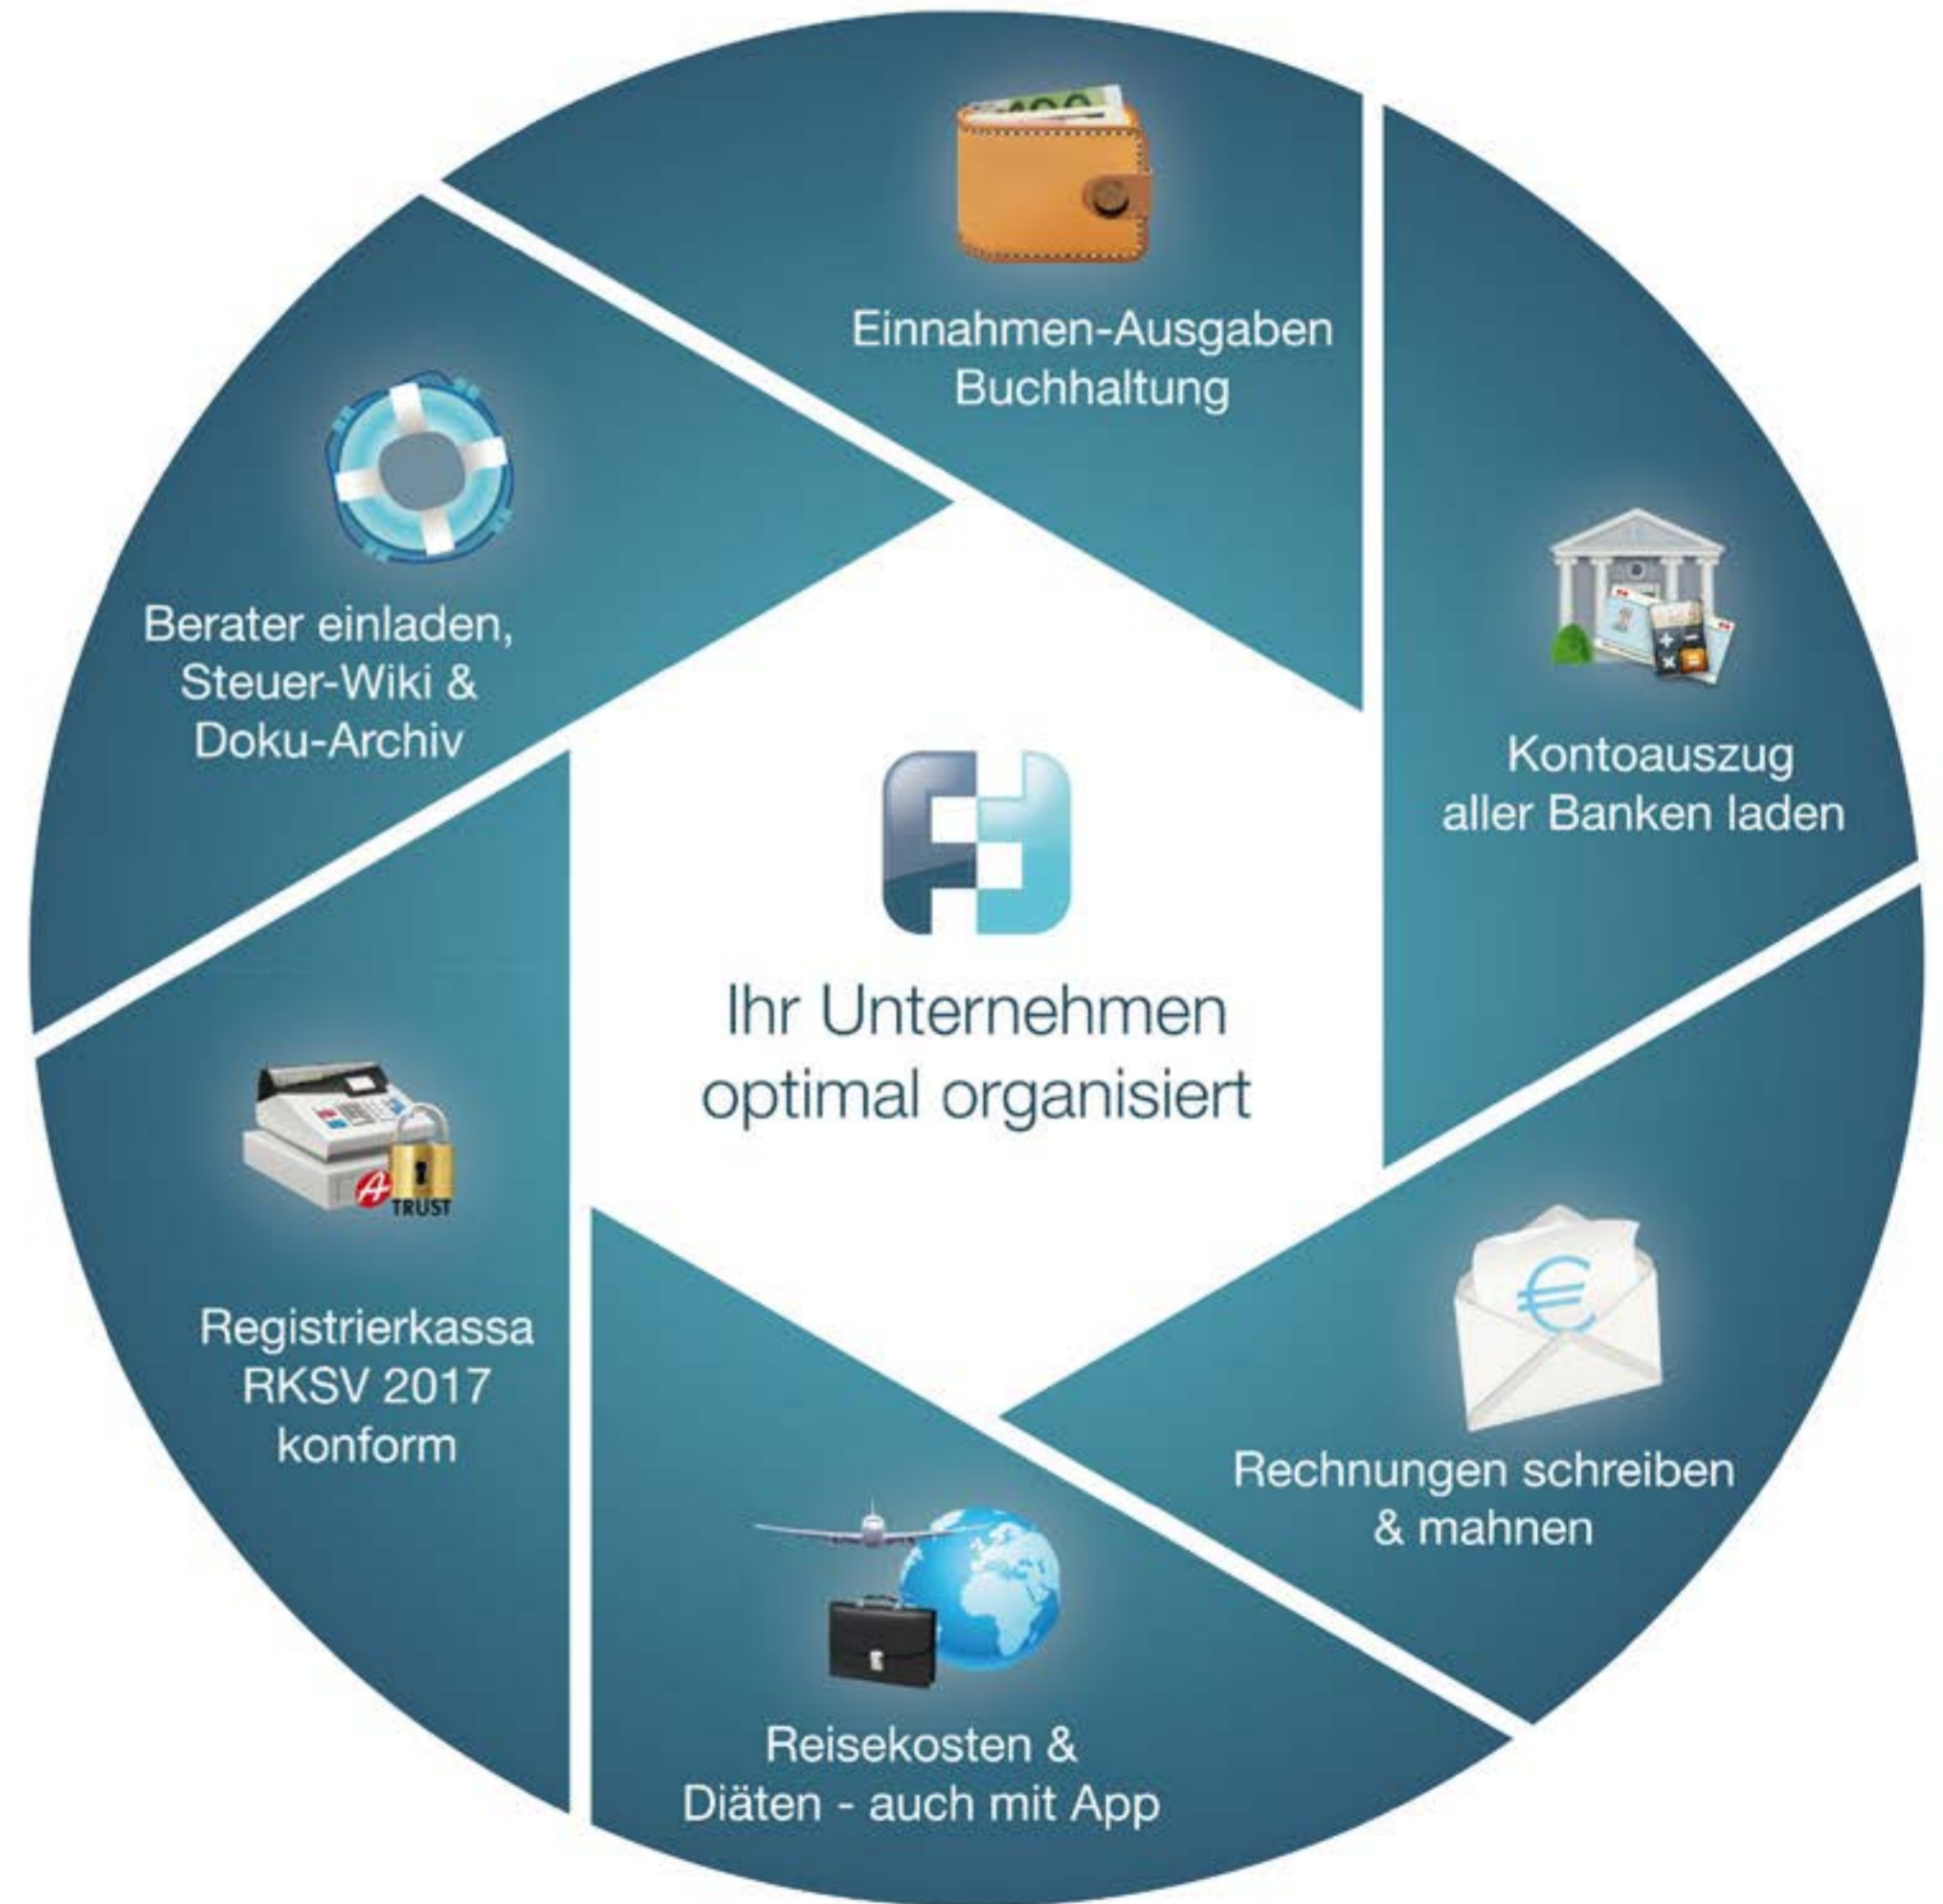 Einnahmen-Ausgaben
Buchhaltung
Kontoauszug
aller Banken laden
Rechnungen schreiben
& mahnen
Reisekosten &
Diäten - auch mit App
Registrierkassa
RKSV 2017
konform
A
TRUST
Berater einladen,
Steuer-Wiki &
Doku-Archiv
Ihr Unternehmen
optimal organisiert
100
€